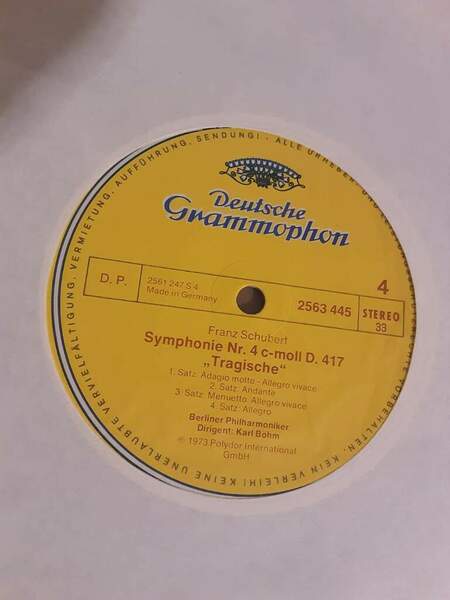 KEINE UNERLAUBTE VERVIELFÄLTIGUNG, VERMIETUNG, AUFFÜHRUNG, SENDUNG! - ALLE URHEBER-
VORBEHALTEN. KEIN VERLEIH!
Deutsche
Grammophon
D. P.
2561 247 S 4
Made in Germany
2563 445
4
STEREO
33
Franz Schubert
Symphonie Nr. 4 c-moll D. 417
„Tragische“
1. Satz: Adagio molto - Allegro vivace
2. Satz: Andante
3. Satz: Menuetto. Allegro vivace
4. Satz: Allegro
Berliner Philharmoniker
Dirigent: Karl Böhm
℗ 1973 Polydor International
GmbH